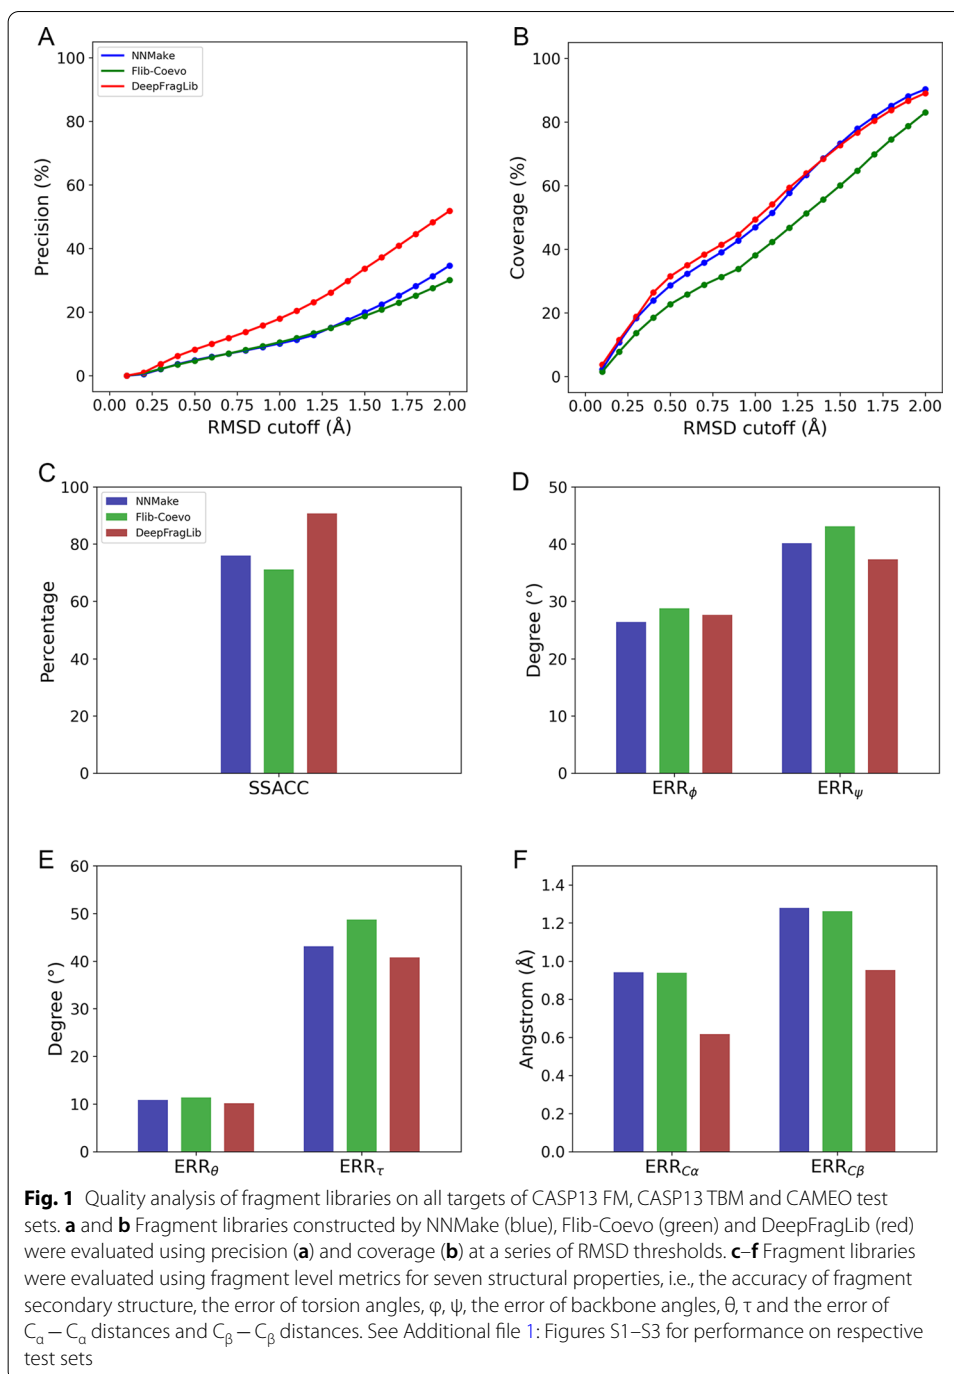 A
100
80
60
40
20
0
Precision (%)
NNMake
Flib-Coevo
DeepFragLib
0.00 0.25 0.50 0.75 1.00 1.25 1.50 1.75 2.00
RMSD cutoff (Å)
B
100
80
60
40
20
0
Coverage (%)
0.00 0.25 0.50 0.75 1.00 1.25 1.50 1.75 2.00
RMSD cutoff (Å)
C
100
80
60
40
20
0
Percentage
NNMake
Flib-Coevo
DeepFragLib
SSACC
D
50
40
30
20
10
0
Degree (°)
ERRϕ ERRψ
E
60
50
40
30
20
10
0
Degree (°)
ERRθ ERRτ
F
1.4
1.2
1.0
0.8
0.6
0.4
0.2
0.0
Angstrom (Å)
ERRCα ERRCβ
Fig. 1 Quality analysis of fragment libraries on all targets of CASP13 FM, CASP13 TBM and CAMEO test
sets. a and b Fragment libraries constructed by NNMake (blue), Flib-Coevo (green) and DeepFragLib (red)
were evaluated using precision (a) and coverage (b) at a series of RMSD thresholds. c–f Fragment libraries
were evaluated using fragment level metrics for seven structural properties, i.e., the accuracy of fragment
secondary structure, the error of torsion angles, φ, ψ, the error of backbone angles, θ, τ and the error of
Cα − Cα distances and Cβ − Cβ distances. See Additional file 1: Figures S1–S3 for performance on respective
test sets